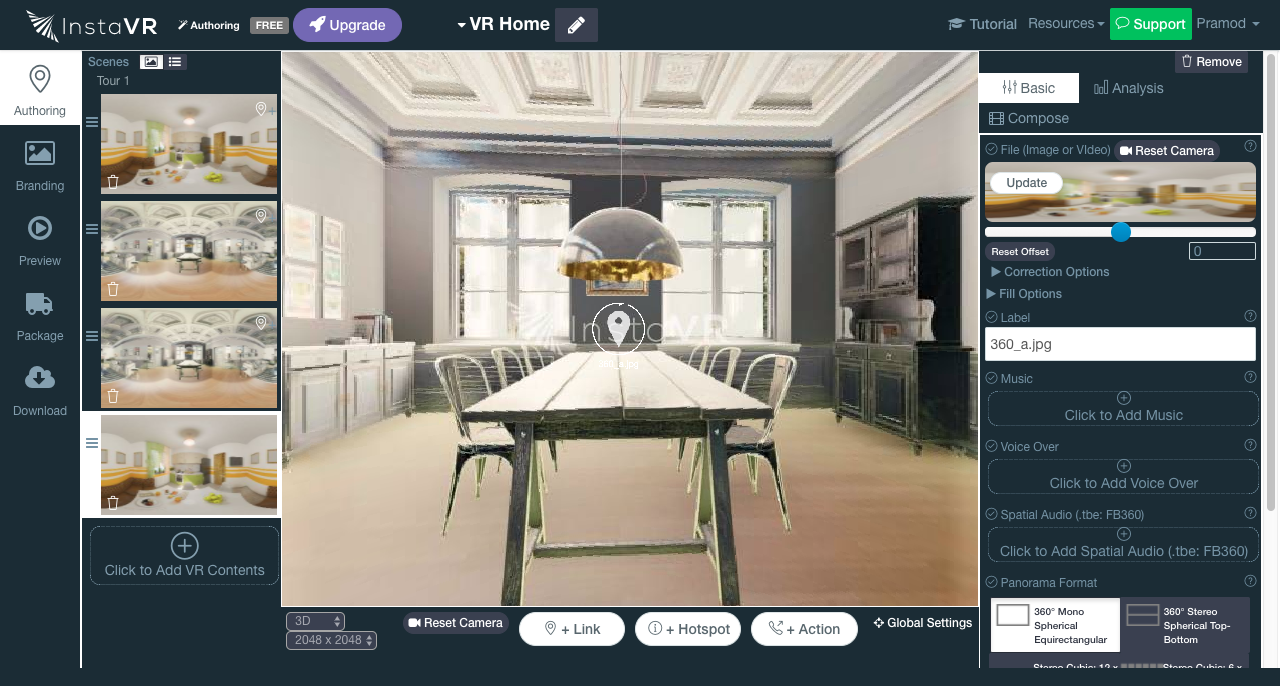 InstaVR
Authoring
FREE
Upgrade
VR Home
Tutorial
Resources
Support
Pramod
Authoring
Branding
Preview
Package
Download
Scenes
Tour 1
Click to Add VR Contents
InstaVR
360_a.jpg
3D
2048 x 2048
Reset Camera
+ Link
+ Hotspot
+ Action
Global Settings
Remove
Basic
Analysis
Compose
File (Image or VIdeo)
Reset Camera
Update
Reset Offset
0
Correction Options
Fill Options
Label
360_a.jpg
Music
Click to Add Music
Voice Over
Click to Add Voice Over
Spatial Audio (.tbe: FB360)
Click to Add Spatial Audio (.tbe: FB360)
Panorama Format
360° Mono
Spherical
Equirectangular
360° Stereo
Spherical Top-
Bottom
Stereo Cubic: 12 x
Stereo Cubic: 6 x